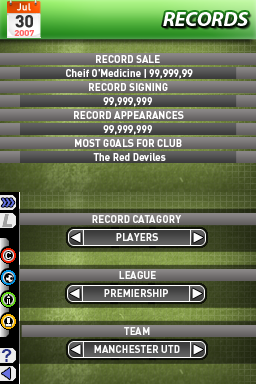 Jul
30
2007
RECORDS
RECORD SALE
Cheif O'Medicine | 99,999,99
RECORD SIGNING
99,999,999
RECORD APPEARANCES
99,999,999
MOST GOALS FOR CLUB
The Red Deviles
RECORD CATAGORY
PLAYERS
LEAGUE
PREMIERSHIP
TEAM
MANCHESTER UTD
L
C
?